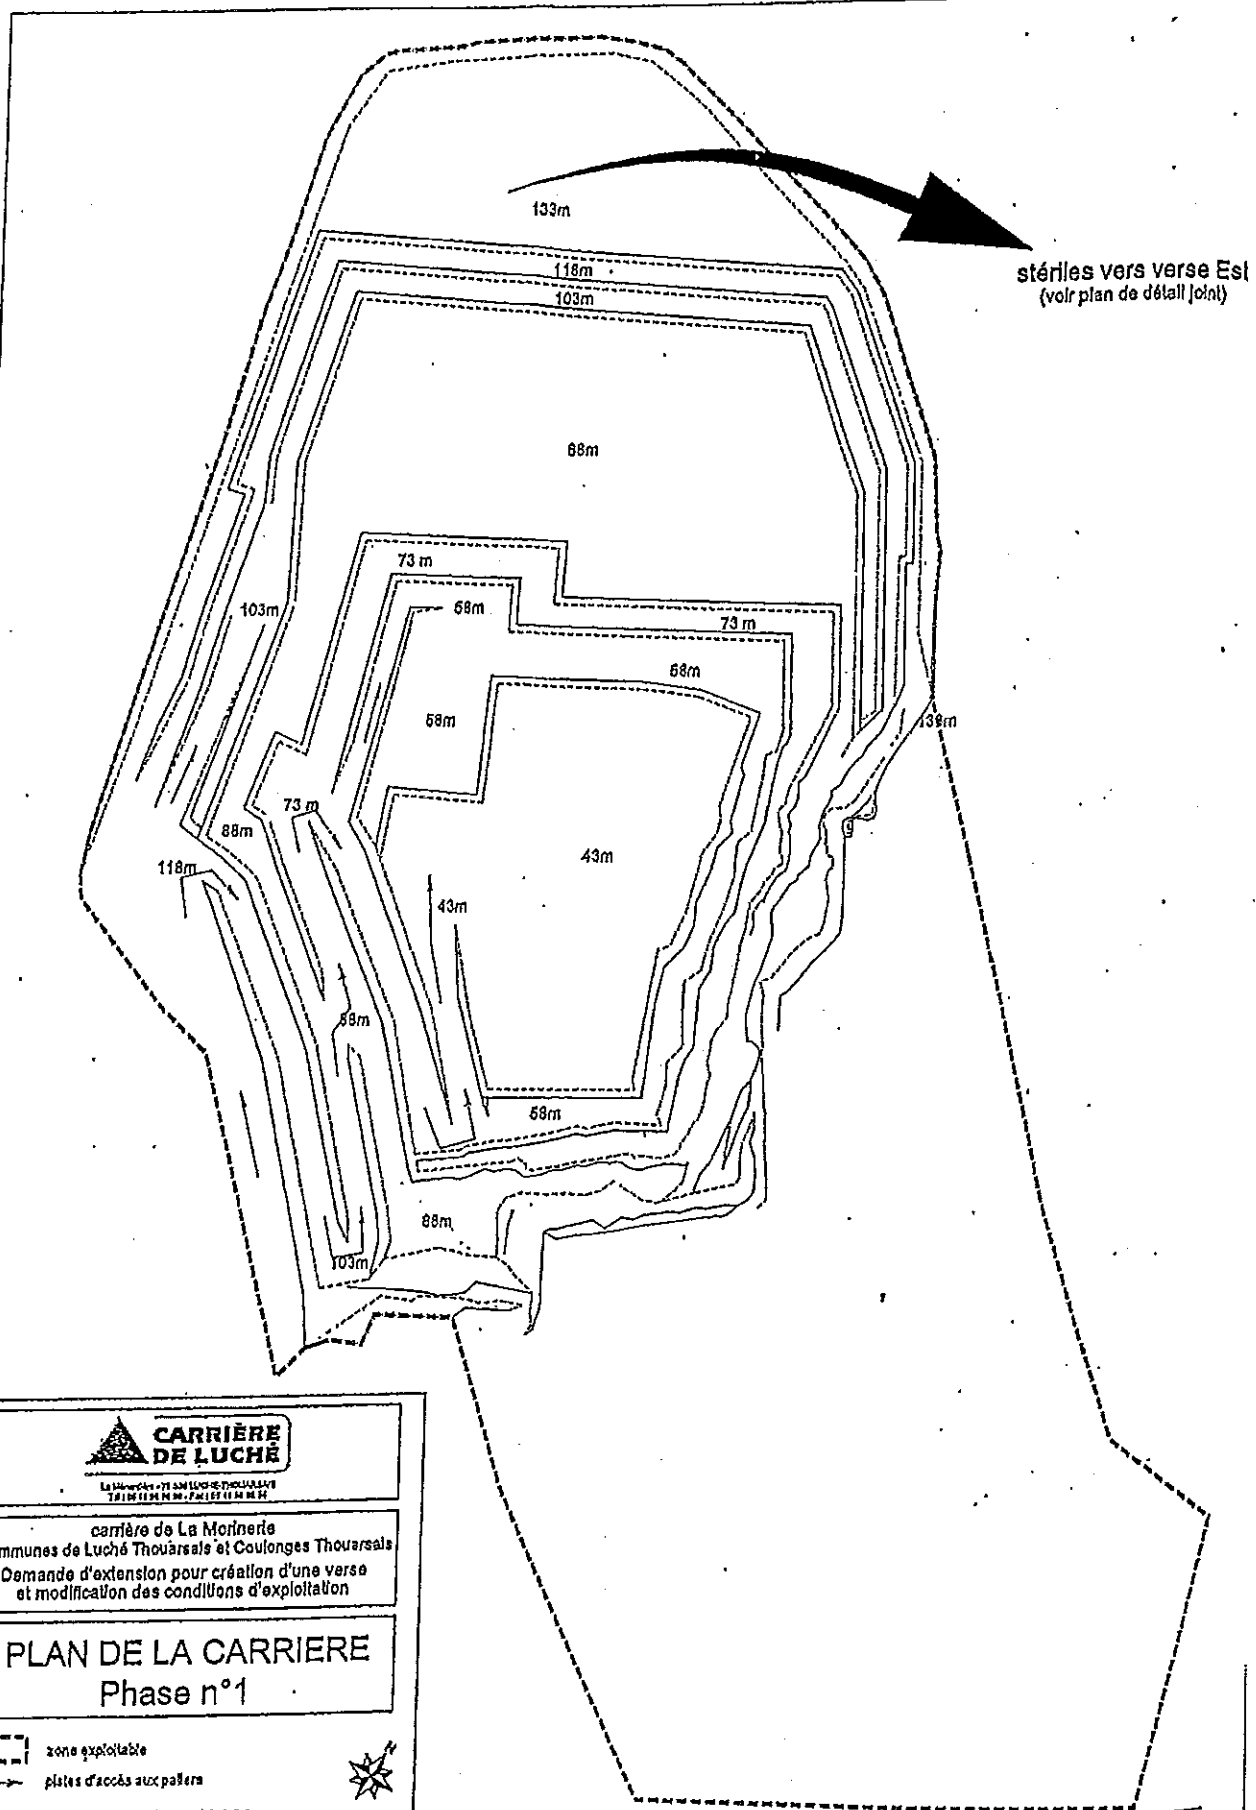 133m
stériles vers verse Est
(voir plan de détail joint)
118m
103m
88m
73 m
58m
103m
73 m
58m
58m
139m
73 m
88m
43m
118m
43m
88m
58m
88m
103m
CARRIÈRE
DE LUCHÉ
carrière de La Morinerie
mmunes de Luché Thouarsais et Coulonges Thouarsais
Demande d'extension pour création d'une verse
et modification des conditions d'exploitation
PLAN DE LA CARRIERE
Phase n°1
N
zone exploitable
pistes d'accès aux paliers